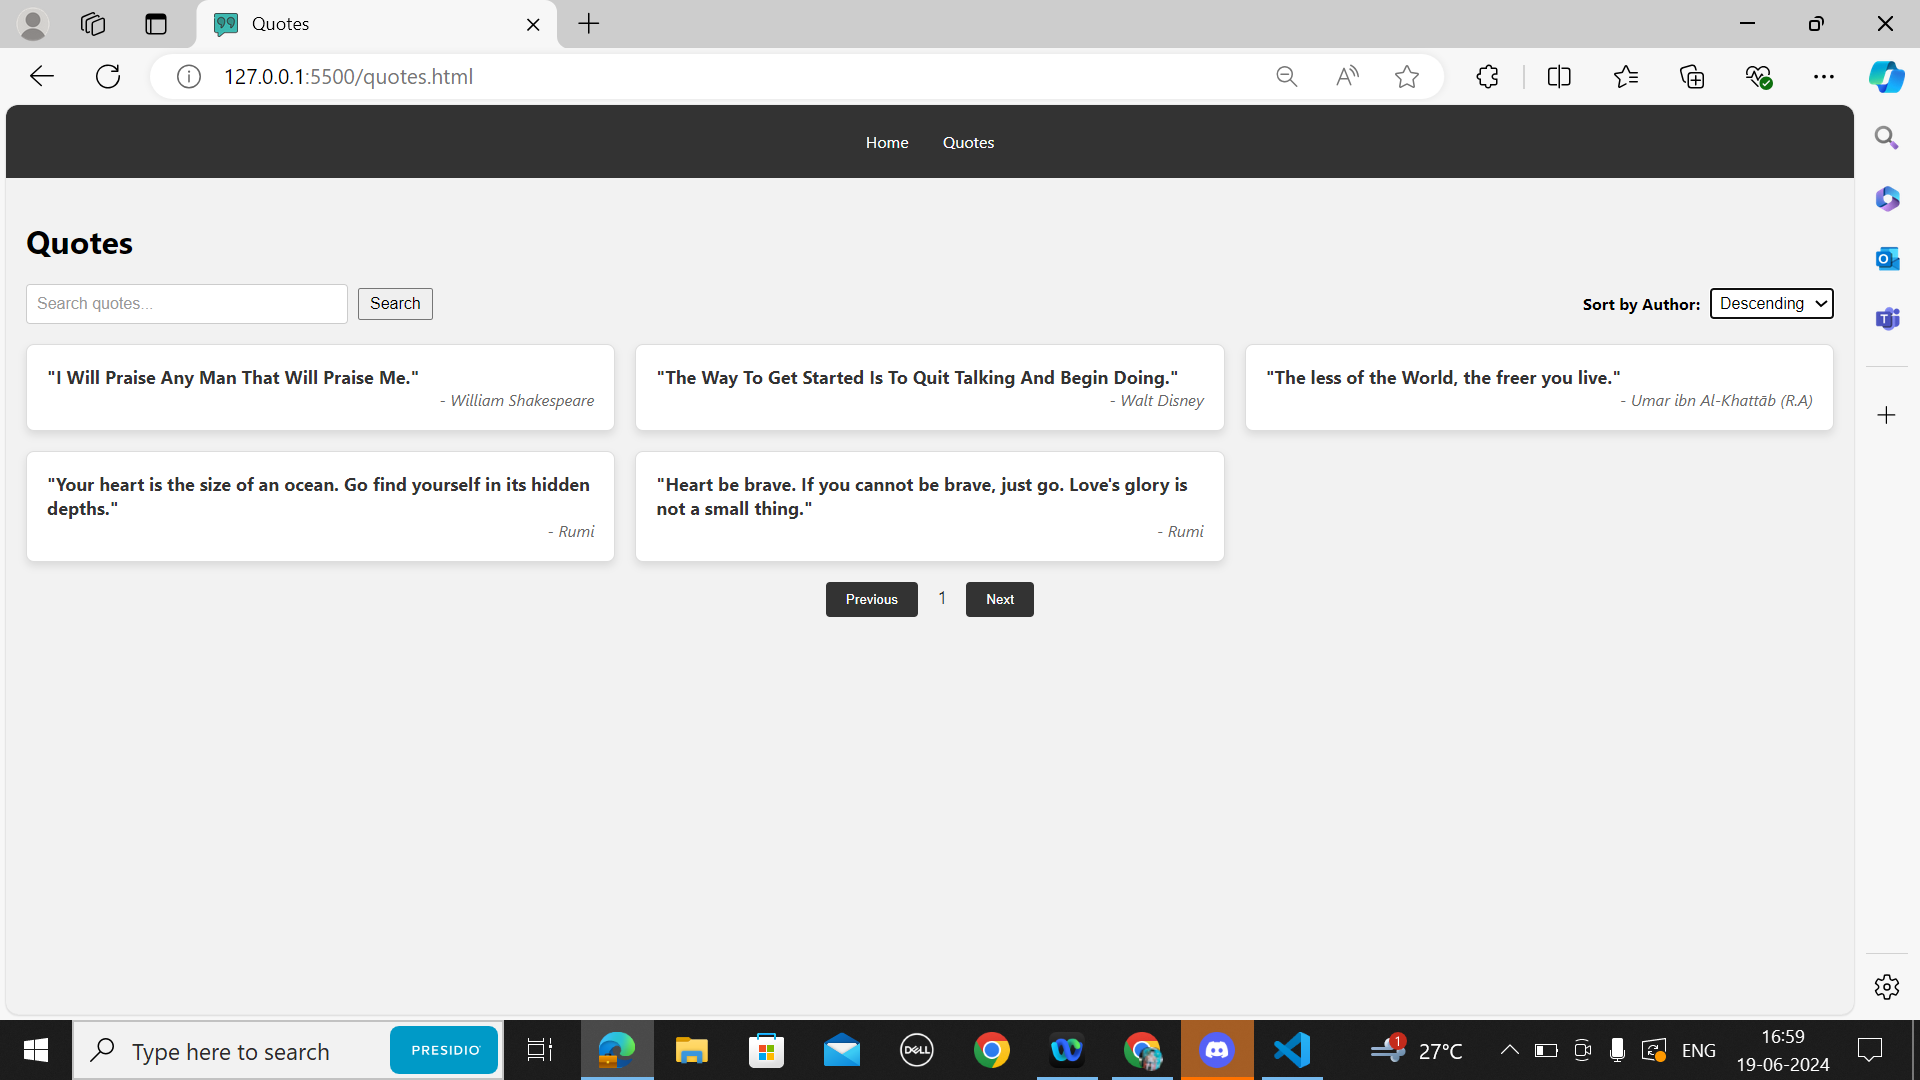 Quotes
127.0.0.1:5500/quotes.html
Home Quotes
Quotes
Search quotes...
Search
Sort by Author: Descending
"I Will Praise Any Man That Will Praise Me."
- William Shakespeare
"The Way To Get Started Is To Quit Talking And Begin Doing."
- Walt Disney
"The less of the World, the freer you live."
- Umar ibn Al-Khattāb (R.A)
"Your heart is the size of an ocean. Go find yourself in its hidden
depths."
- Rumi
"Heart be brave. If you cannot be brave, just go. Love's glory is
not a small thing."
- Rumi
Previous 1 Next
Type here to search
PRESIDIO
DELL
1
27°C
ENG
16:59
19-06-2024